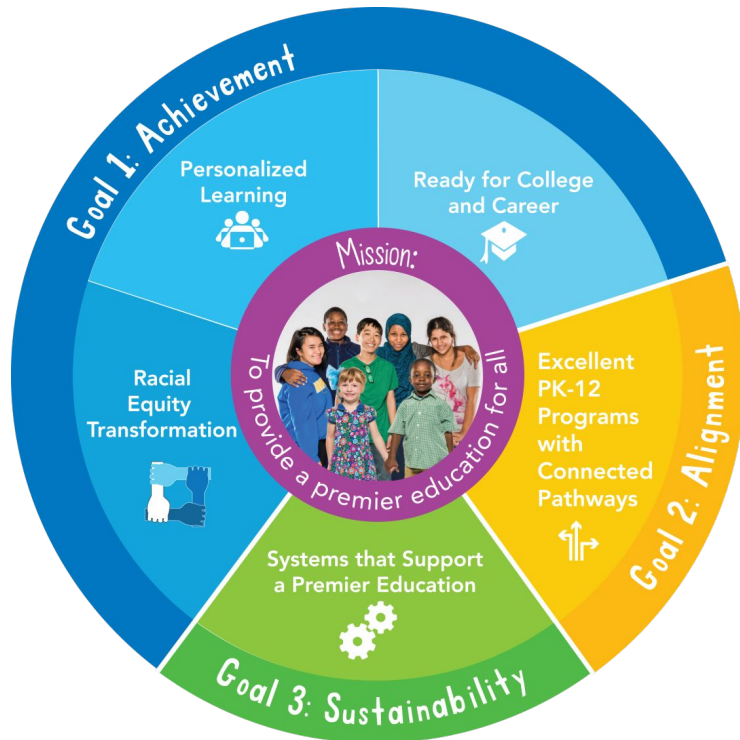 Goal 1: Achievement
Personalized
Learning
Ready for College
and Career
Racial
Equity
Transformation
Mission:
To provide a premier education for all
Excellent
PK-12
Programs
with
Connected
Pathways
Goal 2: Alignment
Systems that Support
a Premier Education
Goal 3: Sustainability